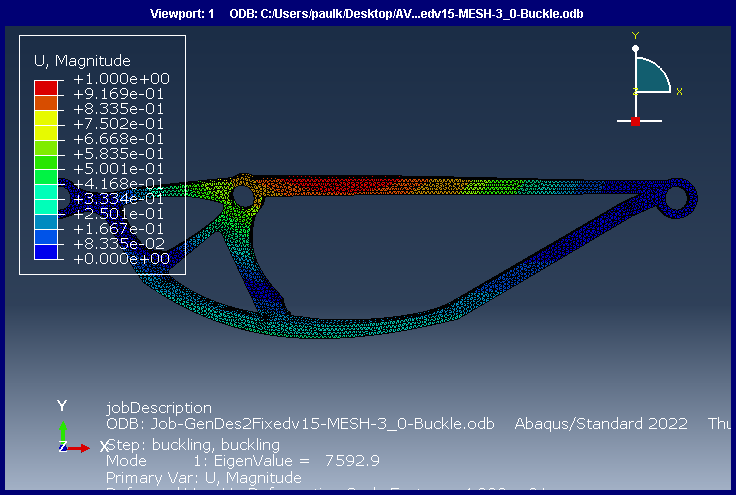 Viewport: 1 ODB: C:/Users/paulk/Desktop/AV...edv15-MESH-3_0-Buckle.odb
U, Magnitude
+1.000e+00
+9.169e-01
+8.335e-01
+7.502e-01
+6.668e-01
+5.835e-01
+5.001e-01
+4.168e-01
+3.334e-01
+2.501e-01
+1.667e-01
+8.335e-02
+0.000e+00
Y
Z X
Y
Z X
jobDescription
ODB: Job-GenDes2Fixedv15-MESH-3_0-Buckle.odb Abaqus/Standard 2022 Thu
Step: buckling, buckling
Mode 1: EigenValue = 7592.9
Primary Var: U, Magnitude